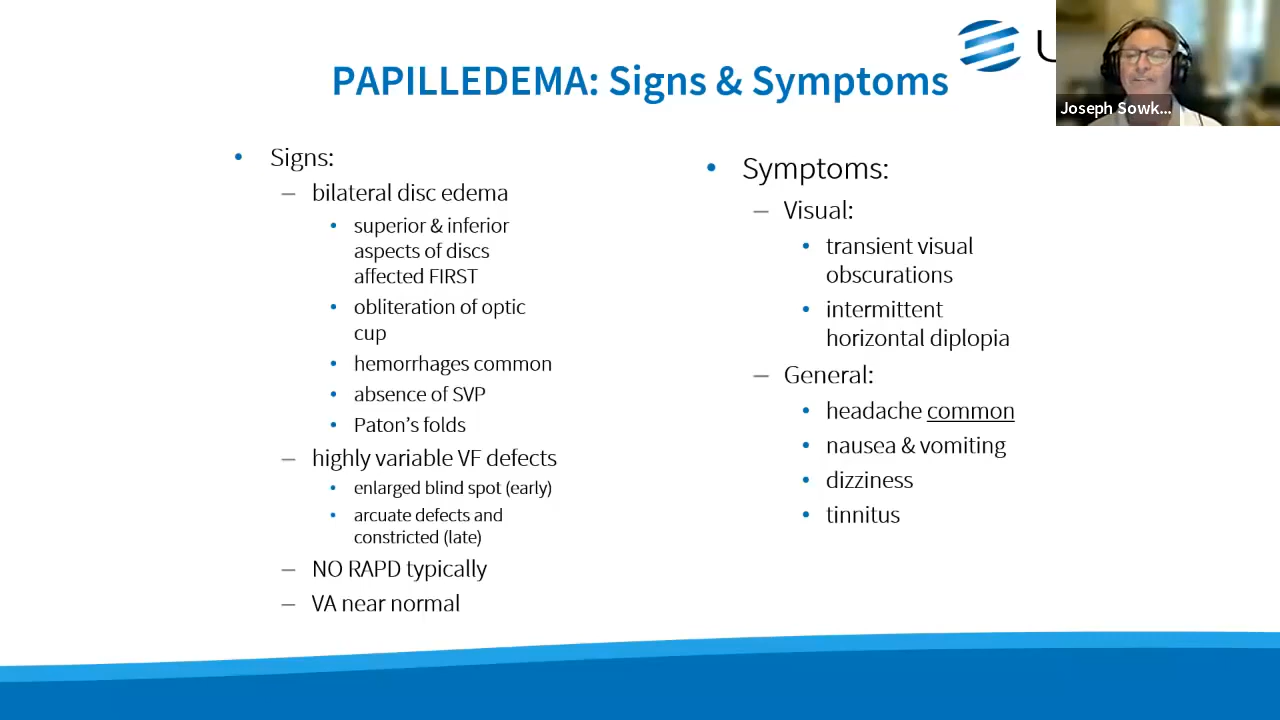 PAPILLEDEMA: Signs & Symptoms
Joseph Sowk...
• Signs:
– bilateral disc edema
• superior & inferior
aspects of discs
affected FIRST
• obliteration of optic
cup
• hemorrhages common
• absence of SVP
• Paton’s folds
– highly variable VF defects
• enlarged blind spot (early)
• arcuate defects and
constricted (late)
– NO RAPD typically
– VA near normal
• Symptoms:
– Visual:
• transient visual
obscurations
• intermittent
horizontal diplopia
– General:
• headache common
• nausea & vomiting
• dizziness
• tinnitus